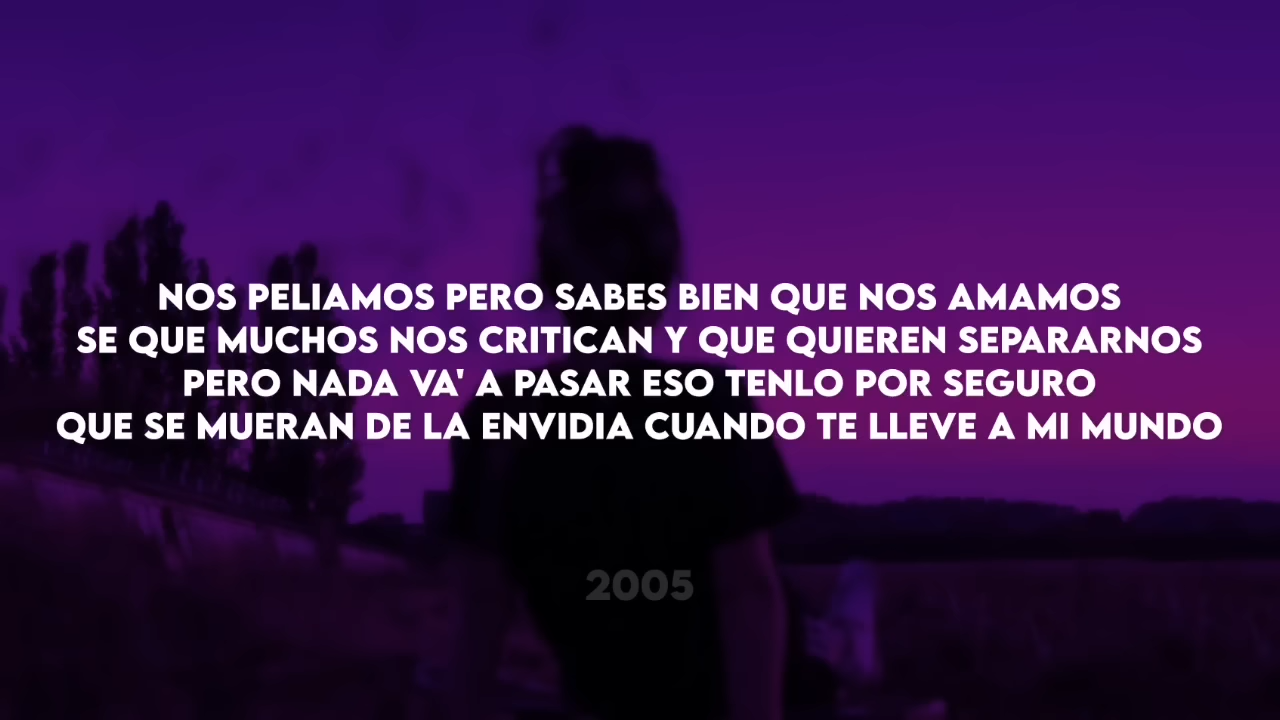 NOS PELIAMOS PERO SABES BIEN QUE NOS AMAMOS
SE QUE MUCHOS NOS CRITICAN Y QUE QUIEREN SEPARARNOS
PERO NADA VA' A PASAR ESO TENLO POR SEGURO
QUE SE MUERAN DE LA ENVIDIA CUANDO TE LLEVE A MI MUNDO
2005